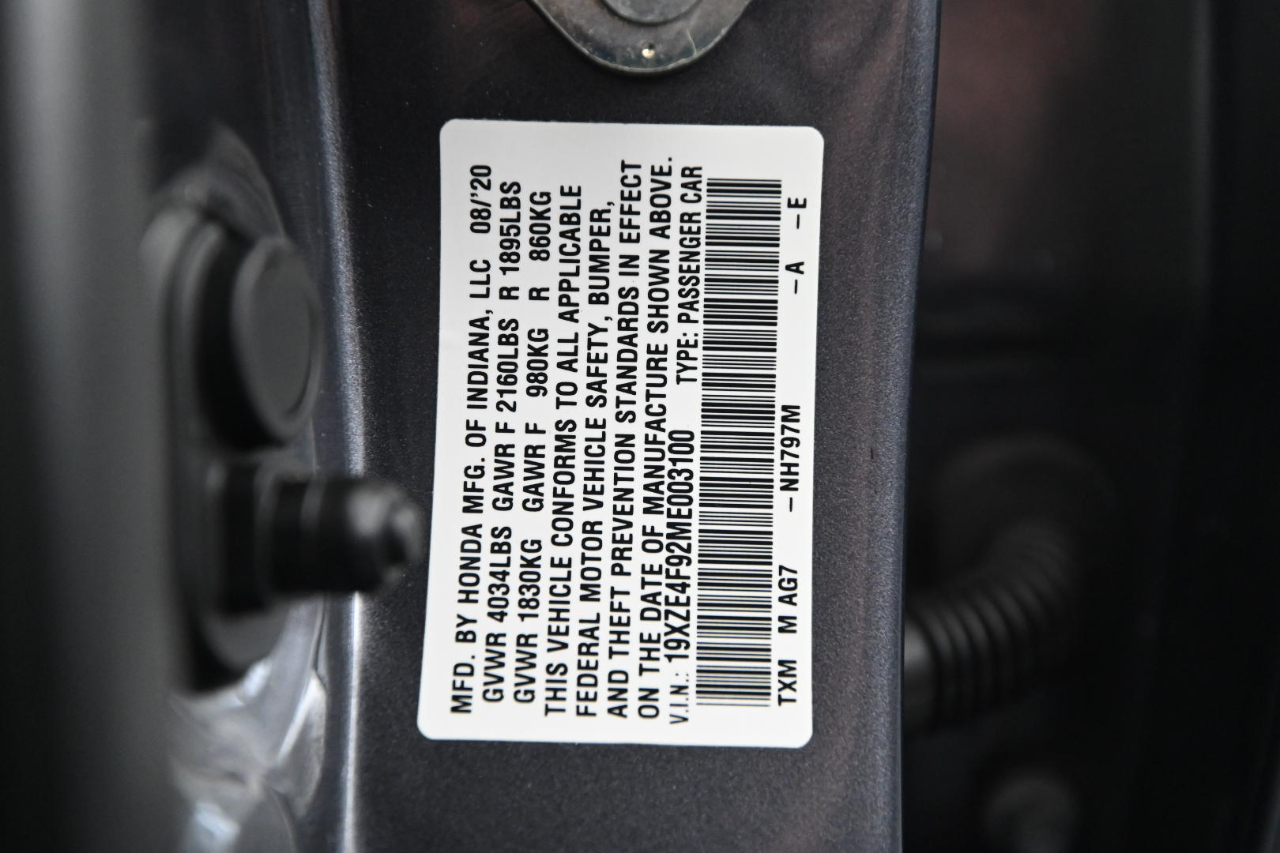 MFD. BY HONDA MFG. OF INDIANA, LLC 08/'20
GVWR 4034LBS GAWR F 2160LBS R 1895LBS
GVWR 1830KG GAWR F 980KG R 860KG
THIS VEHICLE CONFORMS TO ALL APPLICABLE
FEDERAL MOTOR VEHICLE SAFETY, BUMPER,
AND THEFT PREVENTION STANDARDS IN EFFECT
ON THE DATE OF MANUFACTURE SHOWN ABOVE.
V.I.N.: 19XZE4F92ME003100 TYPE: PASSENGER CAR
TXM M AG7 -NH797M -A -E